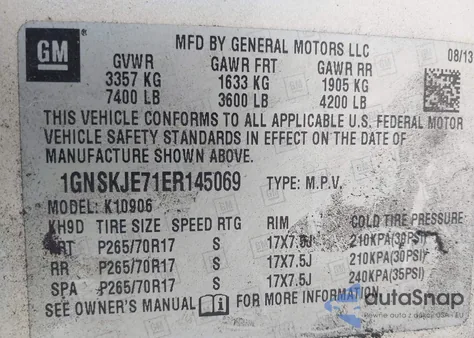 GM
MFD BY GENERAL MOTORS LLC
08/13
GVWR GAWR FRT GAWR RR
3357 KG 1633 KG 1905 KG
7400 LB 3600 LB 4200 LB
THIS VEHICLE CONFORMS TO ALL APPLICABLE U.S. FEDERAL MOTOR
VEHICLE SAFETY STANDARDS IN EFFECT ON THE DATE OF
MANUFACTURE SHOWN ABOVE.
1GNSKJE71ER145069 TYPE: M.P.V.
MODEL: K10906
KH9D TIRE SIZE SPEED RTG RIM COLD TIRE PRESSURE
FRT P265/70R17 S 17X7.5J 210KPA(30PSI)
RR P265/70R17 S 17X7.5J 210KPA(30PSI)
SPA P265/70R17 S 17X7.5J 240KPA(35PSI)
SEE OWNER'S MANUAL FOR MORE INFORMATION
autaSnap